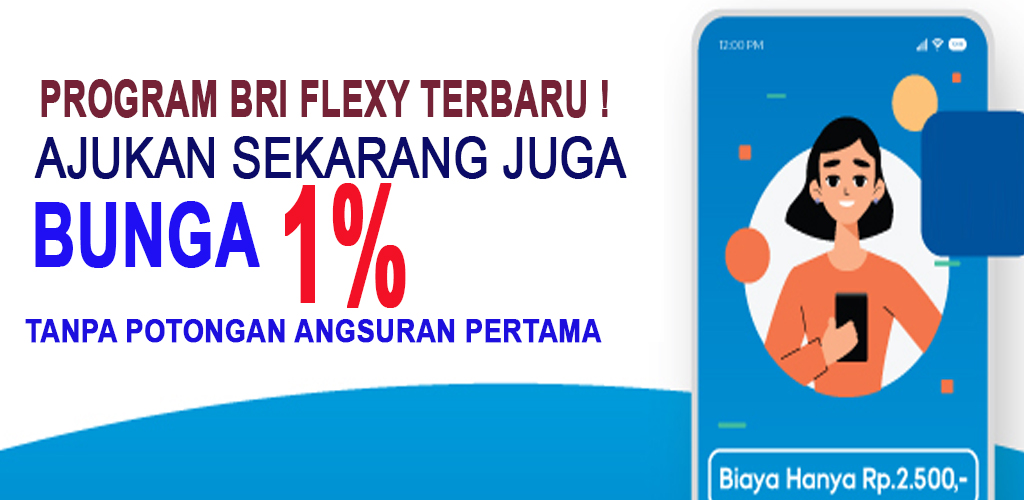 PROGRAM BRI FLEXY TERBARU !
AJUKAN SEKARANG JUGA
BUNGA 1%
TANPA POTONGAN ANGSURAN PERTAMA
12:00 PM
Biaya Hanya Rp.2.500,-